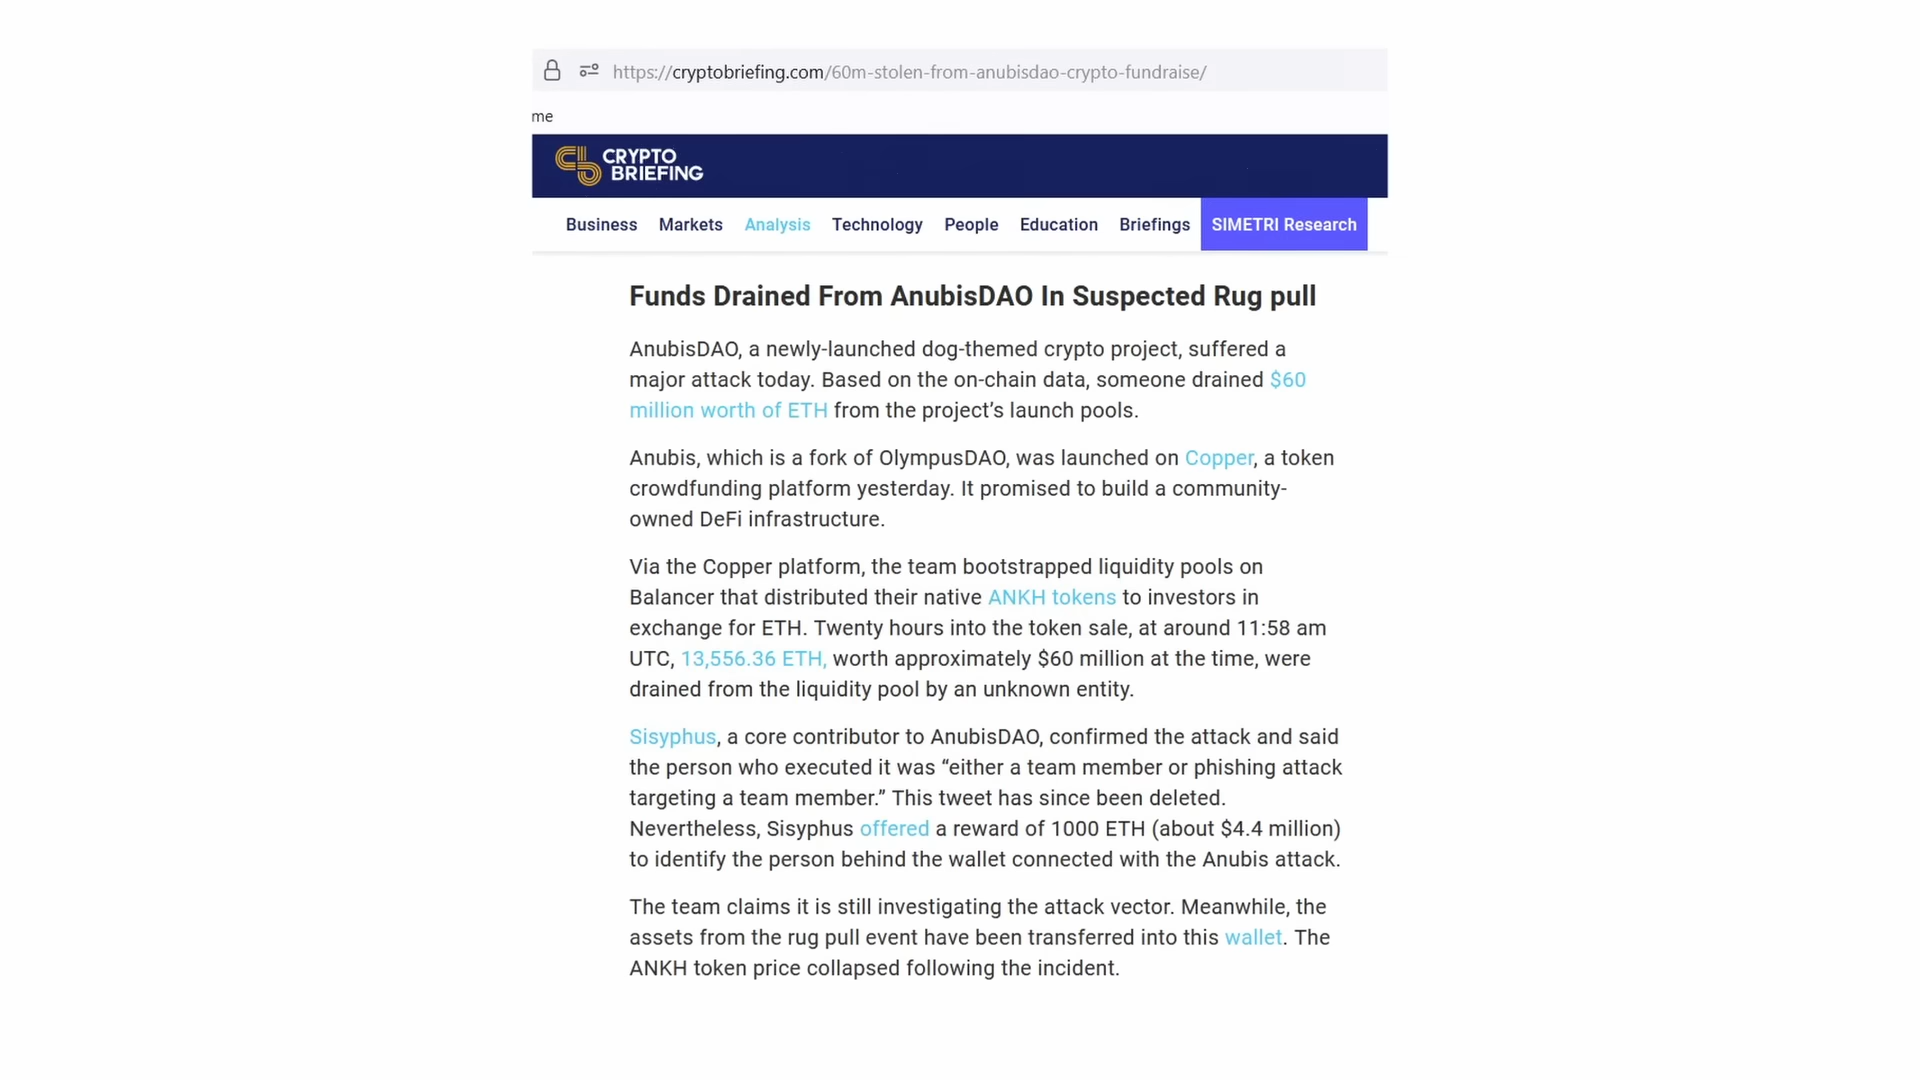 https://cryptobriefing.com/60m-stolen-from-anubisdao-crypto-fundraise/
me
CRYPTO
BRIEFING
Business Markets Analysis Technology People Education Briefings SIMETRI Research
Funds Drained From AnubisDAO In Suspected Rug pull
AnubisDAO, a newly-launched dog-themed crypto project, suffered a
major attack today. Based on the on-chain data, someone drained $60
million worth of ETH from the project’s launch pools.
Anubis, which is a fork of OlympusDAO, was launched on Copper, a token
crowdfunding platform yesterday. It promised to build a community-
owned DeFi infrastructure.
Via the Copper platform, the team bootstrapped liquidity pools on
Balancer that distributed their native ANKH tokens to investors in
exchange for ETH. Twenty hours into the token sale, at around 11:58 am
UTC, 13,556.36 ETH, worth approximately $60 million at the time, were
drained from the liquidity pool by an unknown entity.
Sisyphus, a core contributor to AnubisDAO, confirmed the attack and said
the person who executed it was “either a team member or phishing attack
targeting a team member.” This tweet has since been deleted.
Nevertheless, Sisyphus offered a reward of 1000 ETH (about $4.4 million)
to identify the person behind the wallet connected with the Anubis attack.
The team claims it is still investigating the attack vector. Meanwhile, the
assets from the rug pull event have been transferred into this wallet. The
ANKH token price collapsed following the incident.